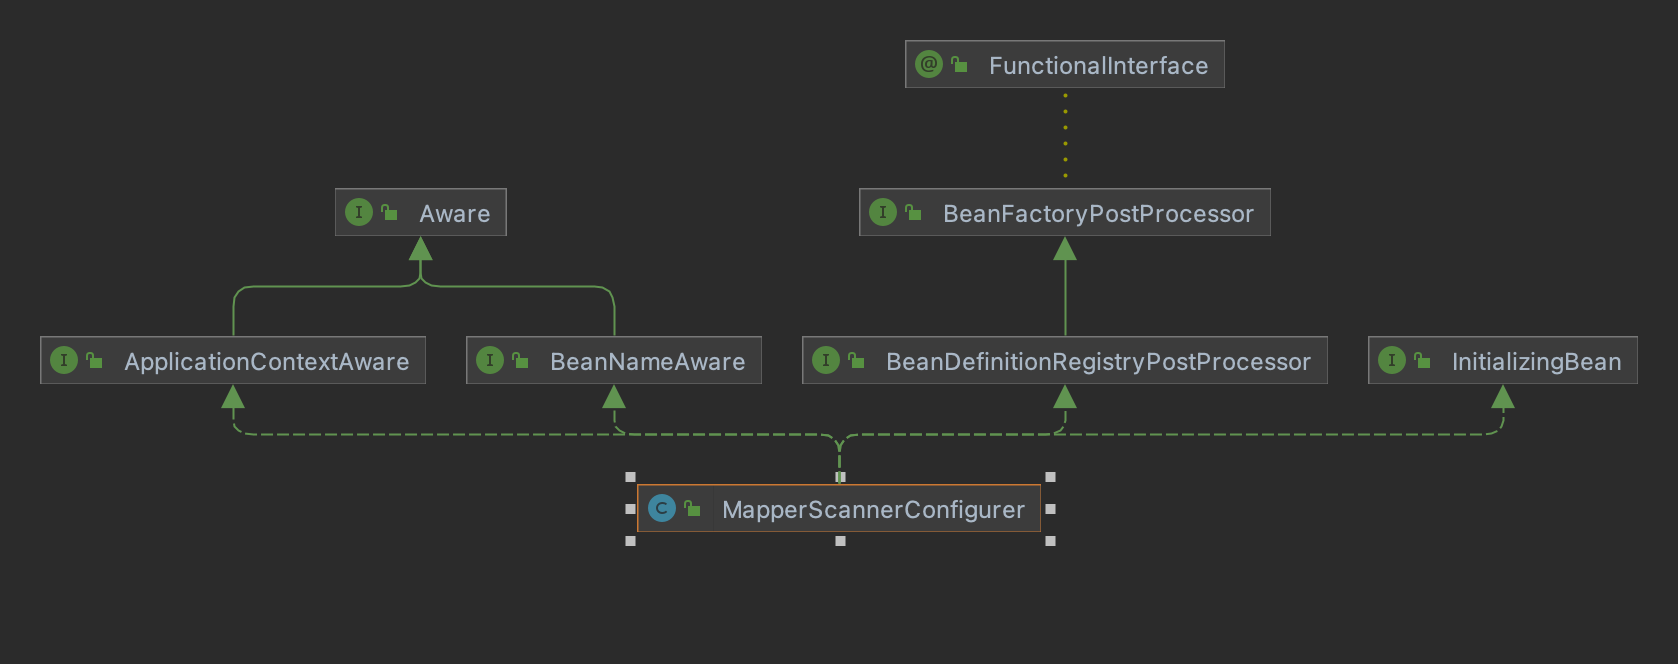 @ FunctionalInterface
I Aware
I BeanFactoryPostProcessor
I ApplicationContextAware
I BeanNameAware
I BeanDefinitionRegistryPostProcessor
I InitializingBean
C MapperScannerConfigurer